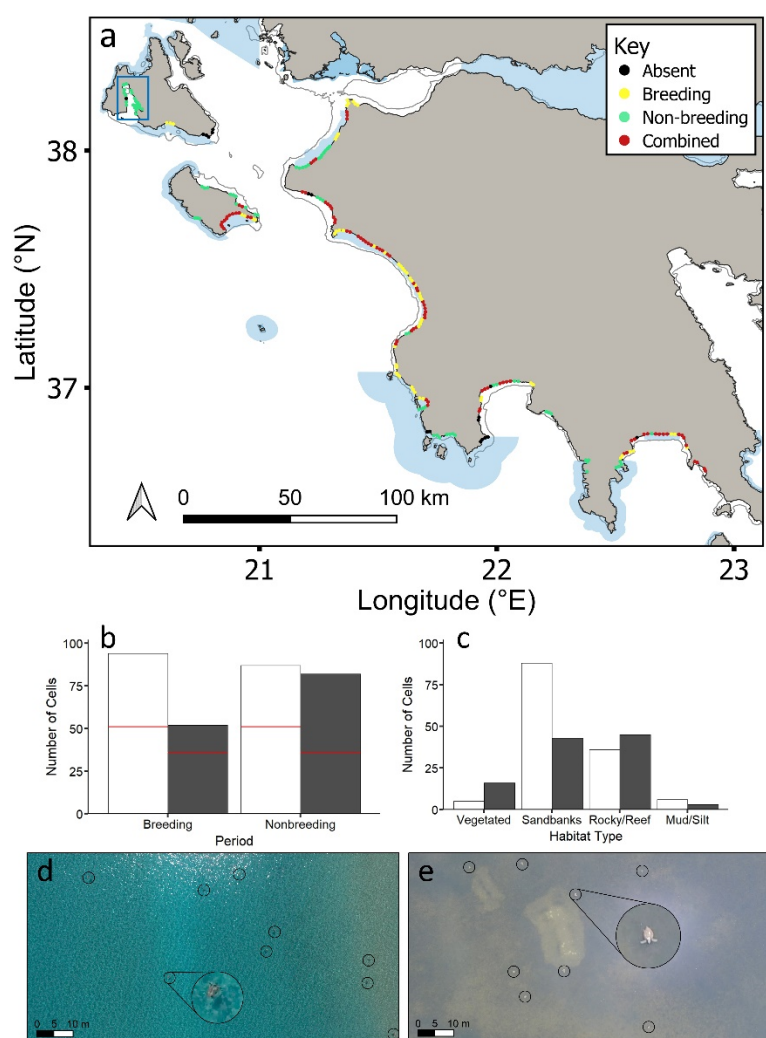 a
Key
Absent
Breeding
Non-breeding
Combined
38
37
Latitude (°N)
0 50 100 km
21 22 23
Longitude (°E)
b
100
75
50
25
0
Number of Cells
Breeding Nonbreeding
Period
c
100
75
50
25
0
Number of Cells
Vegetated Sandbanks Rocky/Reef Mud/Silt
Habitat Type
d
0 5 10 m
e
0 5 10 m